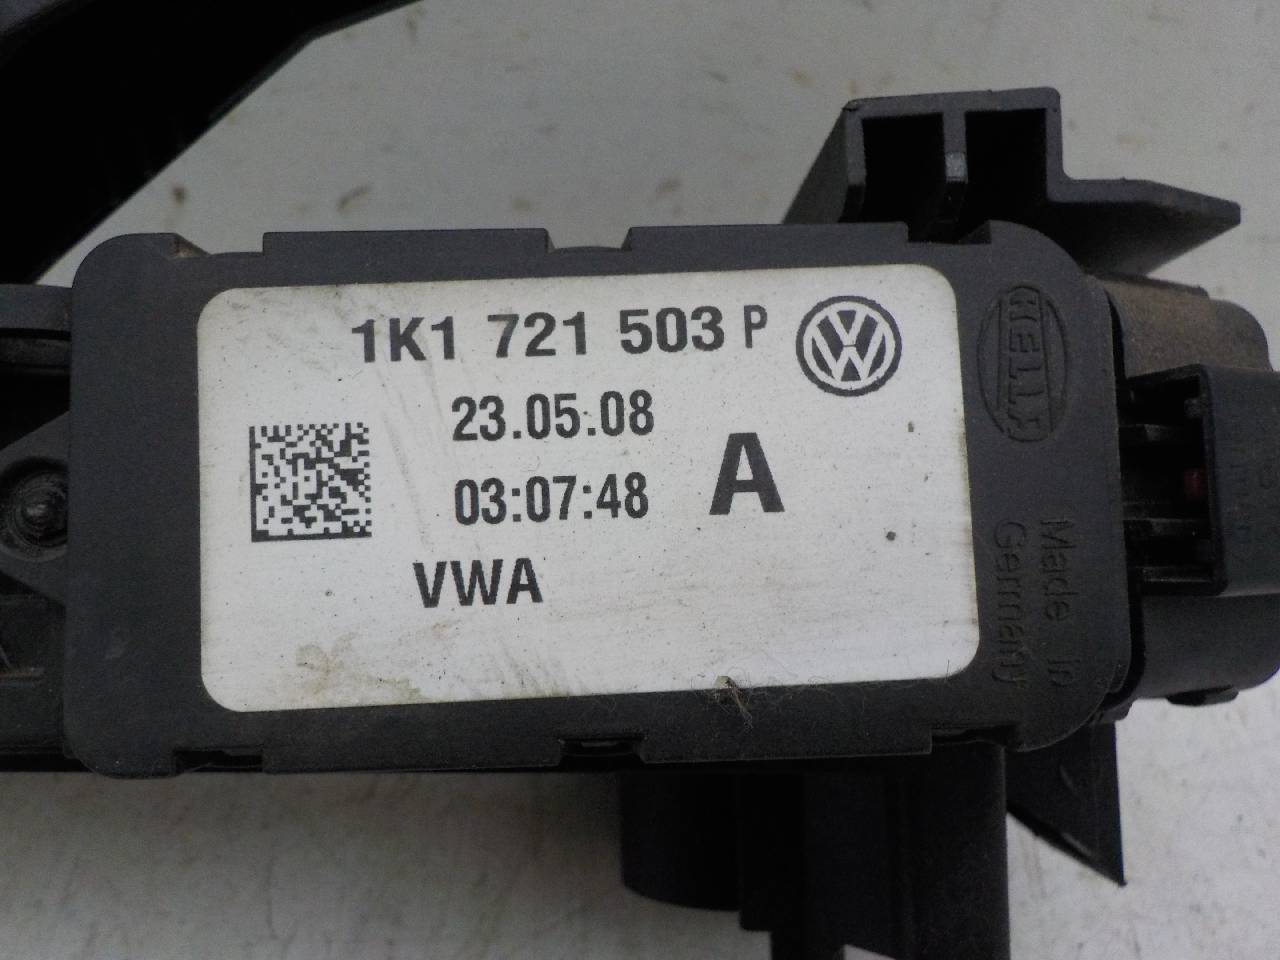 1K1 721 503 P
23.05.08
03:07:48 A
VWA
HELLA
Made in
Germany